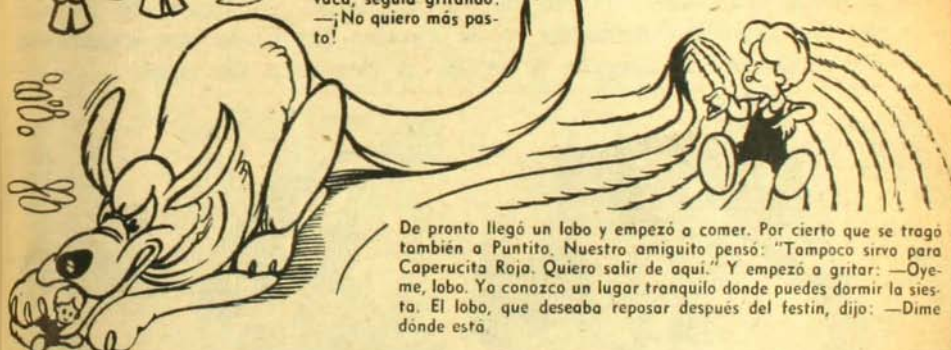 vaca, seguía gritando:
—¡No quiero más pas-
to!
De pronto llegó un lobo y empezó a comer. Por cierto que se tragó
también a Puntito. Nuestro amiguito pensó: "Tampoco sirvo para
Caperucita Roja. Quiero salir de aquí." Y empezó a gritar: —Oye-
me, lobo. Yo conozco un lugar tranquilo donde puedes dormir la sies-
ta. El lobo, que deseaba reposar después del festín, dijo: —Dime
dónde está